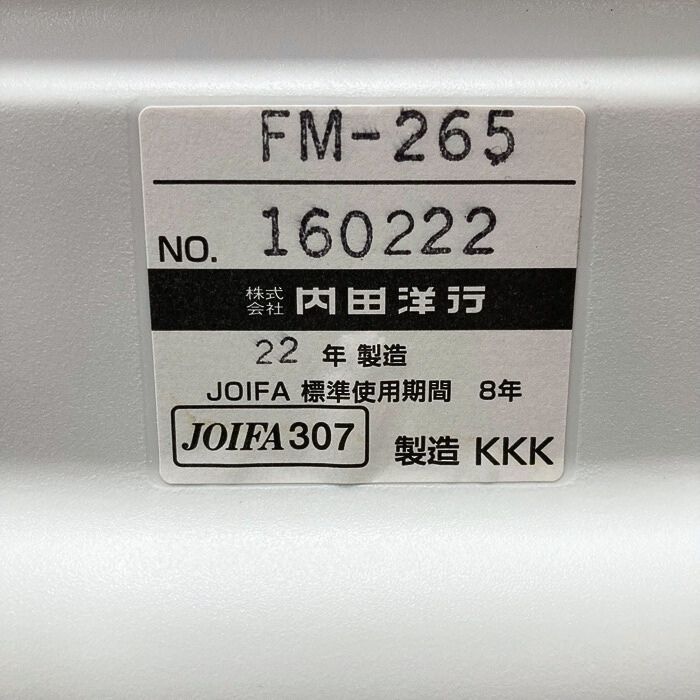 FM-265
NO. 160222
株式会社 内田洋行
22 年 製造
JOIFA 標準使用期間 8年
JOIFA307 製造 KKK